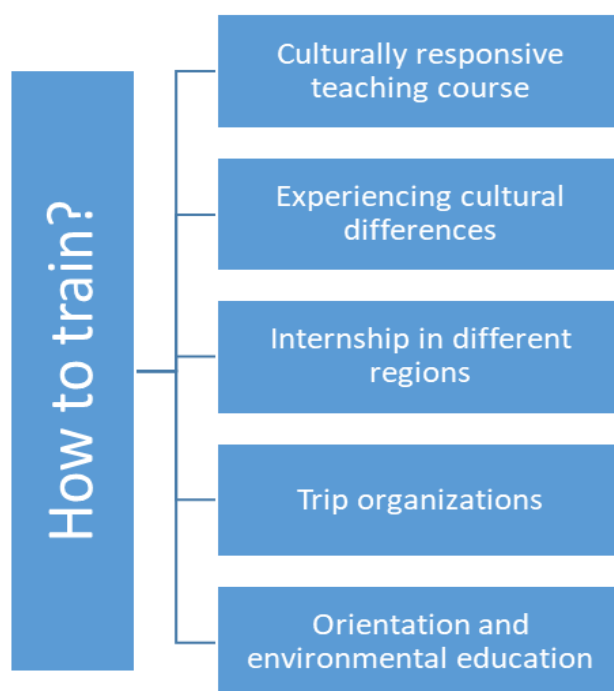 How to train?
Culturally responsive
teaching course
Experiencing cultural
differences
Internship in different
regions
Trip organizations
Orientation and
environmental education